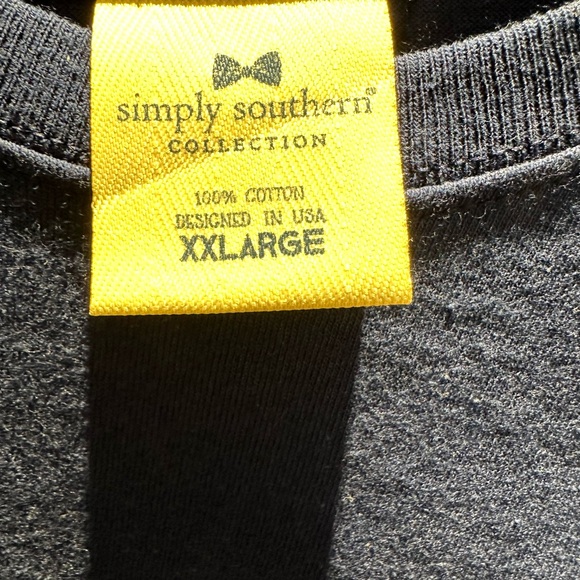 simply southern
COLLECTION
100% COTTON
DESIGNED IN USA
XXLARGE